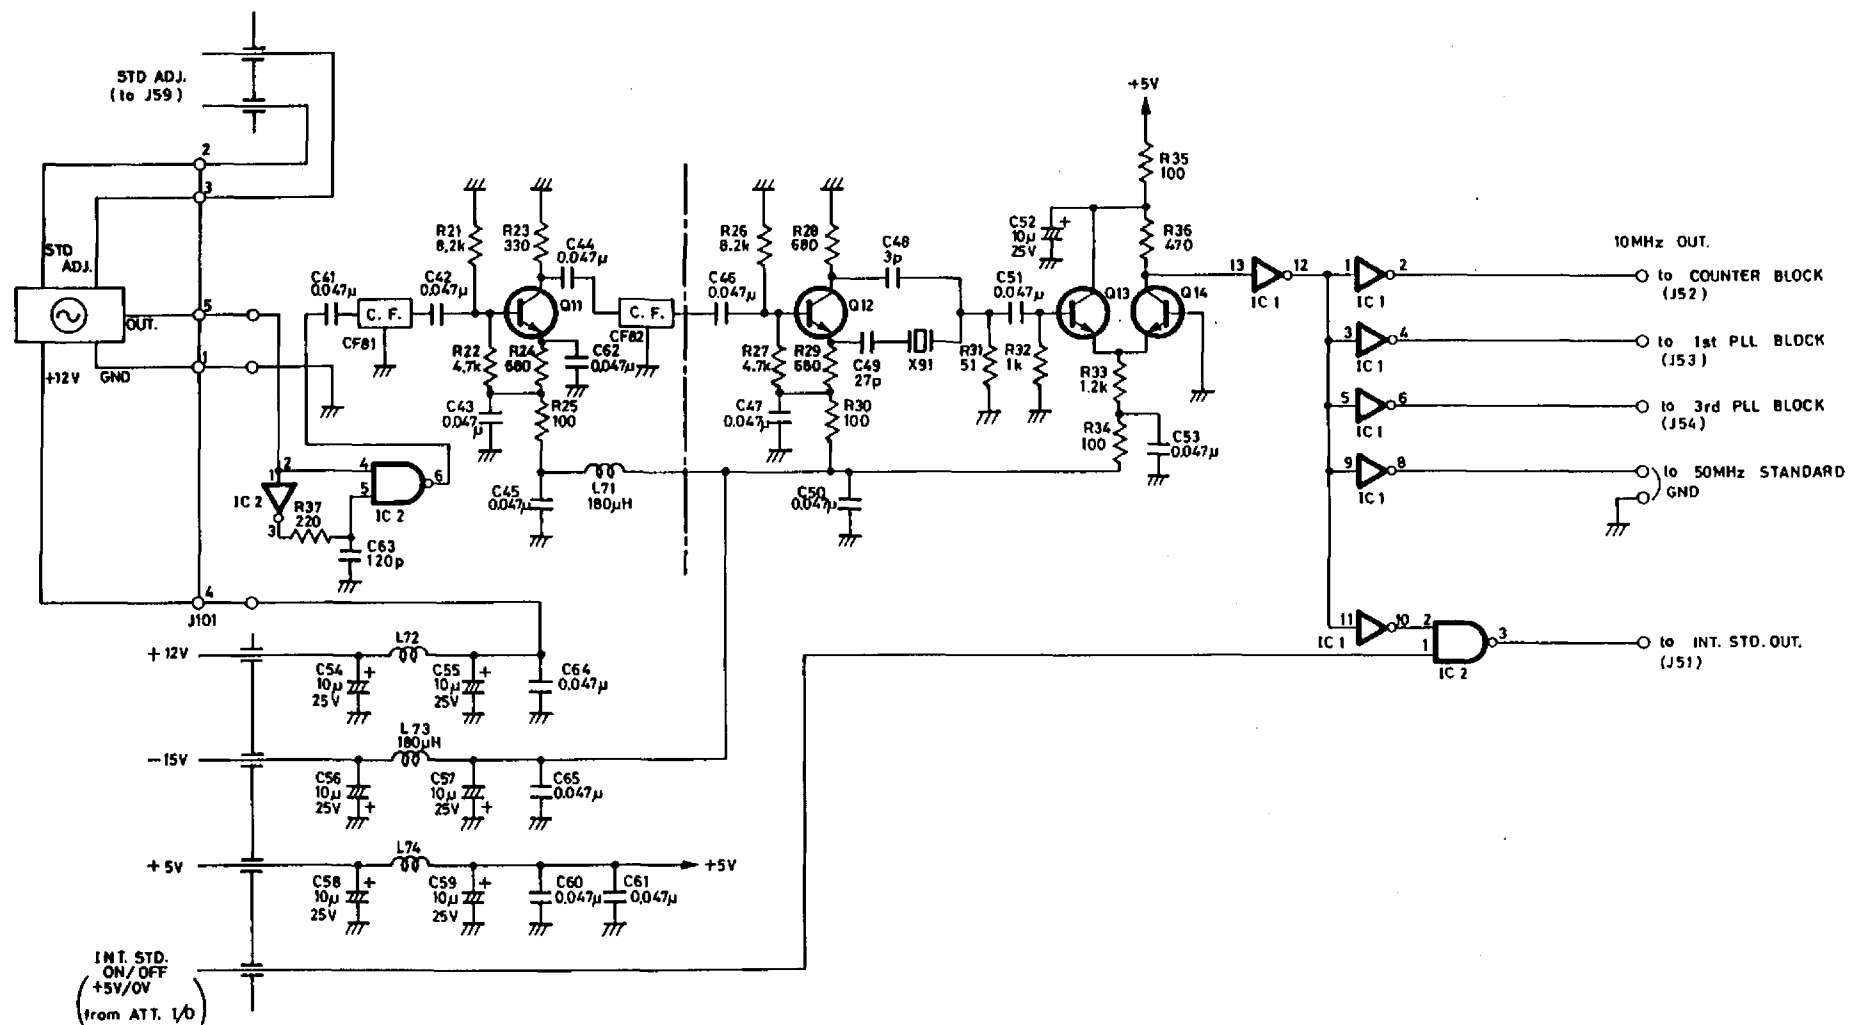 STD ADJ.
(to J59)
2
3
STD
ADJ.
OUT.
5
1
+12V
GND
4
J101
C41
0.047μ
C. F.
CF81
C42
0.047μ
R21
8.2k
R23
330
C44
0.047μ
Q11
R22
4.7k
R24
680
C62
0.047μ
C. F.
CF82
C43
0.047μ
R25
100
1
2
IC 2
3
R37
220
4
5
6
IC 2
C63
120p
C45
0.047μ
L71
180μH
R26
8.2k
R28
680
C46
0.047μ
C48
3p
Q12
R27
4.7k
R29
680
C49
27p
X91
C47
0.047μ
R30
100
C50
0.047μ
R31
51
C51
0.047μ
R32
1k
C52
10μ
25V
+
+5V
R35
100
R36
470
Q13
Q14
R33
1.2k
R34
100
C53
0.047μ
13
12
IC 1
1
2
IC 1
3
4
IC 1
5
6
IC 1
9
8
IC 1
11
10
IC 1
2
1
3
IC 2
10MHz OUT.
to COUNTER BLOCK
(J52)
to 1st PLL BLOCK
(J53)
to 3rd PLL BLOCK
(J54)
to 50MHz STANDARD
GND
to INT. STD. OUT.
(J51)
+12V
L72
C54
10μ
25V
+
C55
10μ
25V
+
C64
0.047μ
-15V
L73
180μH
C56
10μ
25V
+
C57
10μ
25V
+
C65
0.047μ
+5V
L74
+5V
C58
10μ
25V
+
C59
10μ
25V
+
C60
0.047μ
C61
0.047μ
INT. STD.
ON/OFF
+5V/0V
from ATT. I/O